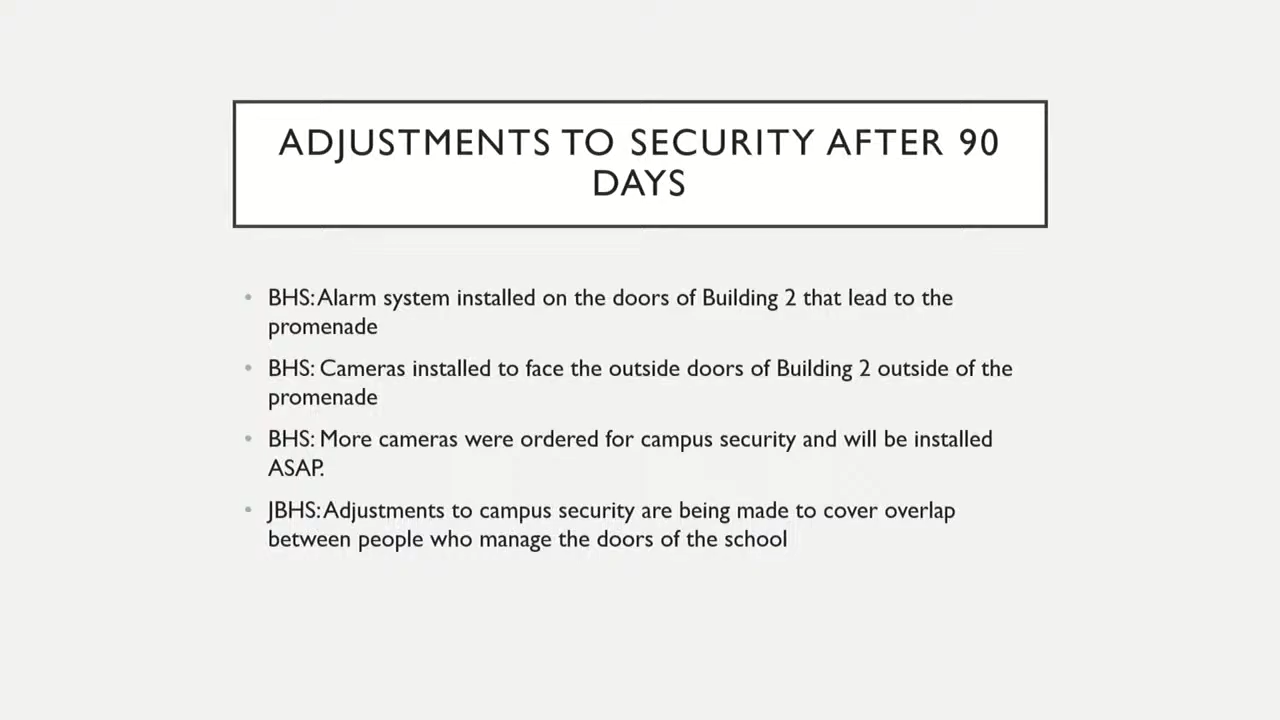 ADJUSTMENTS TO SECURITY AFTER 90
DAYS
• BHS: Alarm system installed on the doors of Building 2 that lead to the
promenade
• BHS: Cameras installed to face the outside doors of Building 2 outside of the
promenade
• BHS: More cameras were ordered for campus security and will be installed
ASAP.
• JBHS: Adjustments to campus security are being made to cover overlap
between people who manage the doors of the school